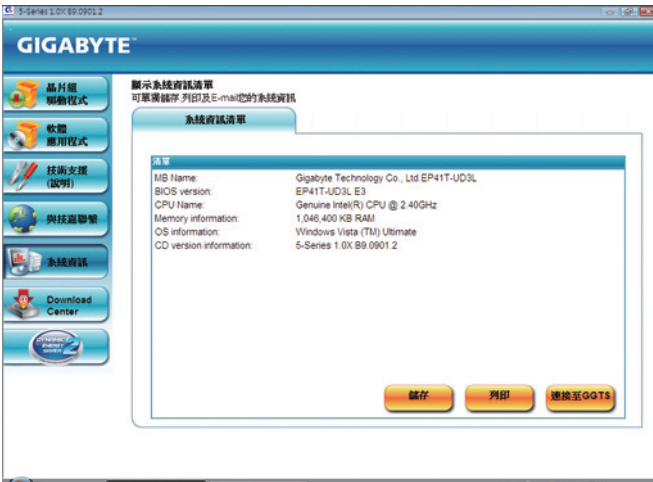 5-Series 1.0X B9.0901.2
GIGABYTE™
晶片組
驅動程式
軟體
應用程式
技術支援
(說明)
與技嘉聯繫
系統資訊
Download
Center
DYNAMIC
ENERGY
SAVER 2
顯示系統資訊清單
可單獨儲存,列印及E-mail您的系統資訊
系統資訊清單
清單
MB Name: Gigabyte Technology Co., Ltd.EP41T-UD3L
BIOS version: EP41T-UD3L E3
CPU Name: Genuine Intel(R) CPU @ 2.40GHz
Memory information: 1,046,400 KB RAM
OS information: Windows Vista (TM) Ultimate
CD version information: 5-Series 1.0X B9.0901.2
儲存 列印 連接至GGTS